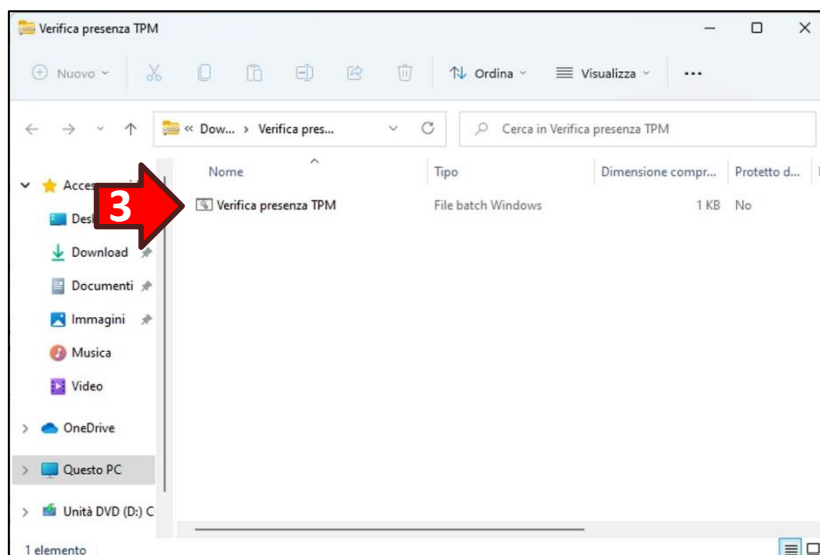 Verifica presenza TPM
Nuovo
Ordina
Visualizza
« Dow... > Verifica pres...
Cerca in Verifica presenza TPM
Nome Tipo Dimensione compr... Protetto d...
3
Verifica presenza TPM File batch Windows 1 KB No
Download
Documenti
Immagini
Musica
Video
OneDrive
Questo PC
Unità DVD (D:) C
1 elemento